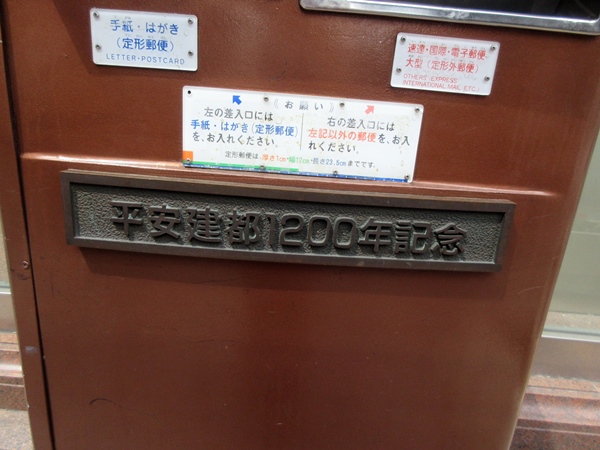 手紙・はがき
(定形郵便)
LETTER・POSTCARD
速達・国際・電子郵便
大型(定形外郵便)
OTHERS(EXPRESS
INTERNATIONAL MAIL ETC.)
《お願い》
左の差入口には
手紙・はがき(定形郵便)
を、お入れください。
右の差入口には
左記以外の郵便を、お入
れください。
定形郵便は、厚さ1cm・幅12cm・長さ23.5cmまでです。
平安建都1200年記念